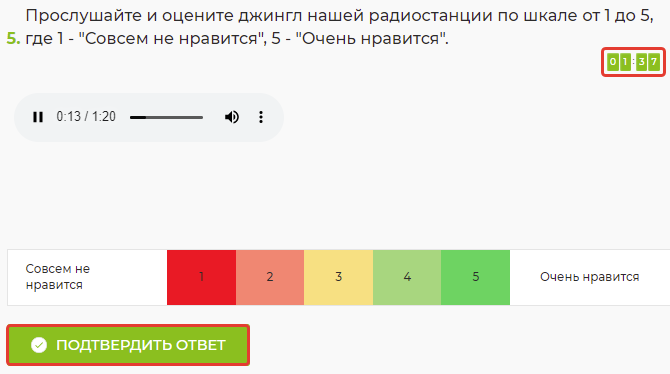 Прослушайте и оцените джингл нашей радиостанции по шкале от 1 до 5,
5. где 1 - "Совсем не нравится", 5 - "Очень нравится".
01:37
0:13 / 1:20
Совсем не
нравится
1 2 3 4 5
Очень нравится
ПОДТВЕРДИТЬ ОТВЕТ